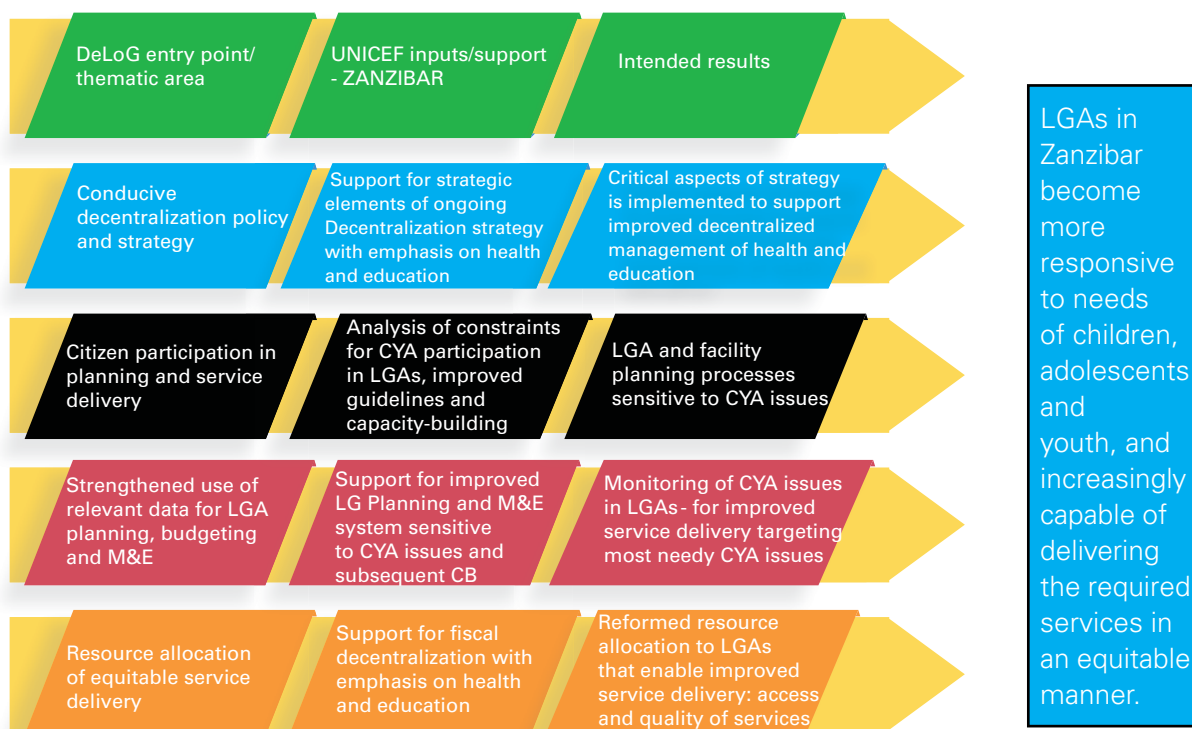 DeLoG entry point/
thematic area
UNICEF inputs/support
- ZANZIBAR
Intended results
Conducive
decentralization policy
and strategy
Support for strategic
elements of ongoing
Decentralization strategy
with emphasis on health
and education
Critical aspects of strategy
is implemented to support
improved decentralized
management of health and
education
Citizen participation in
planning and service
delivery
Analysis of constraints
for CYA participation
in LGAs, improved
guidelines and
capacity-building
LGA and facility
planning processes
sensitive to CYA issues
Strengthened use of
relevant data for LGA
planning, budgeting
and M&E
Support for improved
LG Planning and M&E
system sensitive
to CYA issues and
subsequent CB
Monitoring of CYA issues
in LGAs - for improved
service delivery targeting
most needy CYA issues
Resource allocation
of equitable service
delivery
Support for fiscal
decentralization with
emphasis on health
and education
Reformed resource
allocation to LGAs
that enable improved
service delivery: access
and quality of services
LGAs in
Zanzibar
become
more
responsive
to needs
of children,
adolescents
and
youth, and
increasingly
capable of
delivering
the required
services in
an equitable
manner.